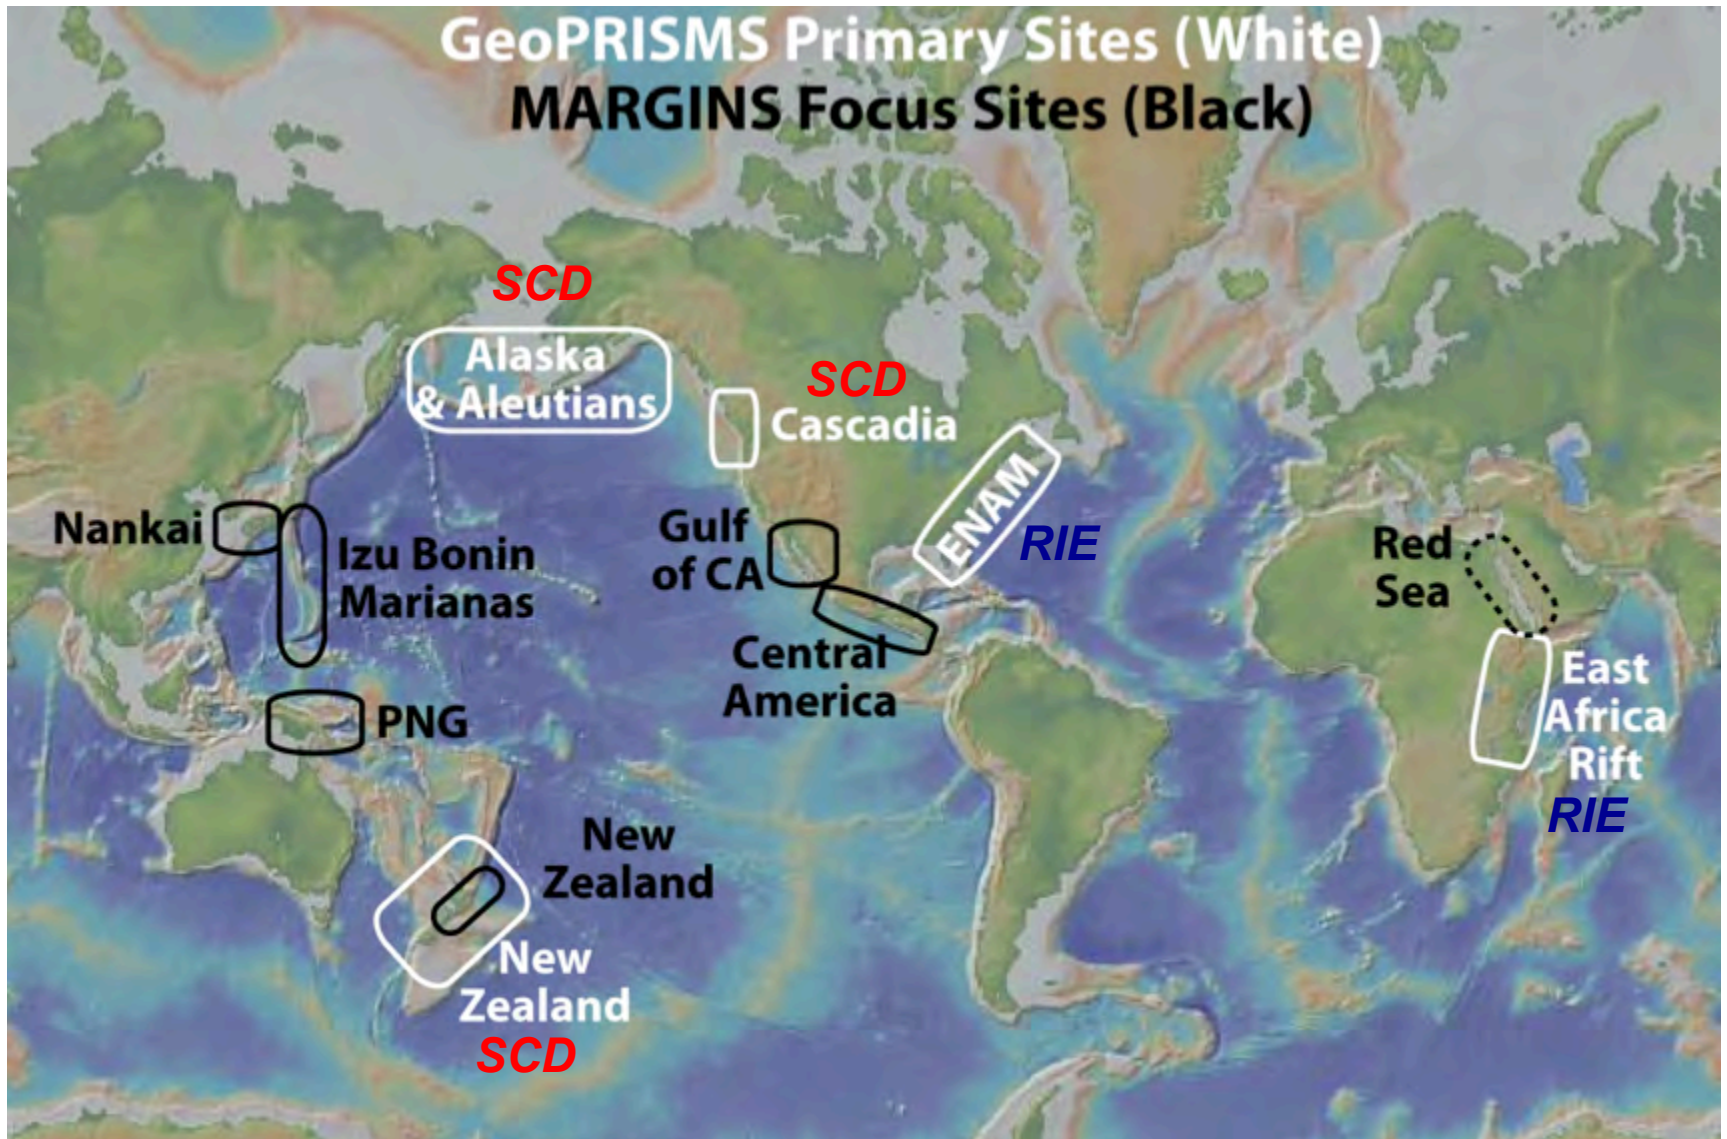 GeoPRISMS Primary Sites (White)
MARGINS Focus Sites (Black)
SCD
Alaska
& Aleutians
SCD
Cascadia
ENAM
RIE
Nankai
Izu Bonin
Marianas
Gulf
of CA
Central
America
Red
Sea
East
Africa
Rift
RIE
PNG
New
Zealand
New
Zealand
SCD